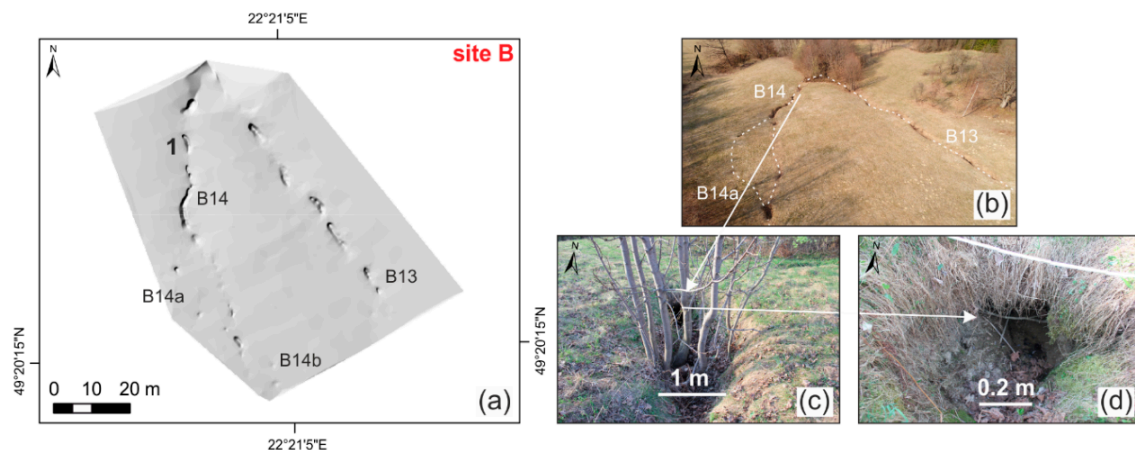 22°21'5"E
N
site B
1
B14
B14a
B13
B14b
49°20'15"N
49°20'15"N
0 10 20 m
(a)
22°21'5"E
N
B14
B13
B14a
(b)
N
1 m
(c)
N
0.2 m
(d)